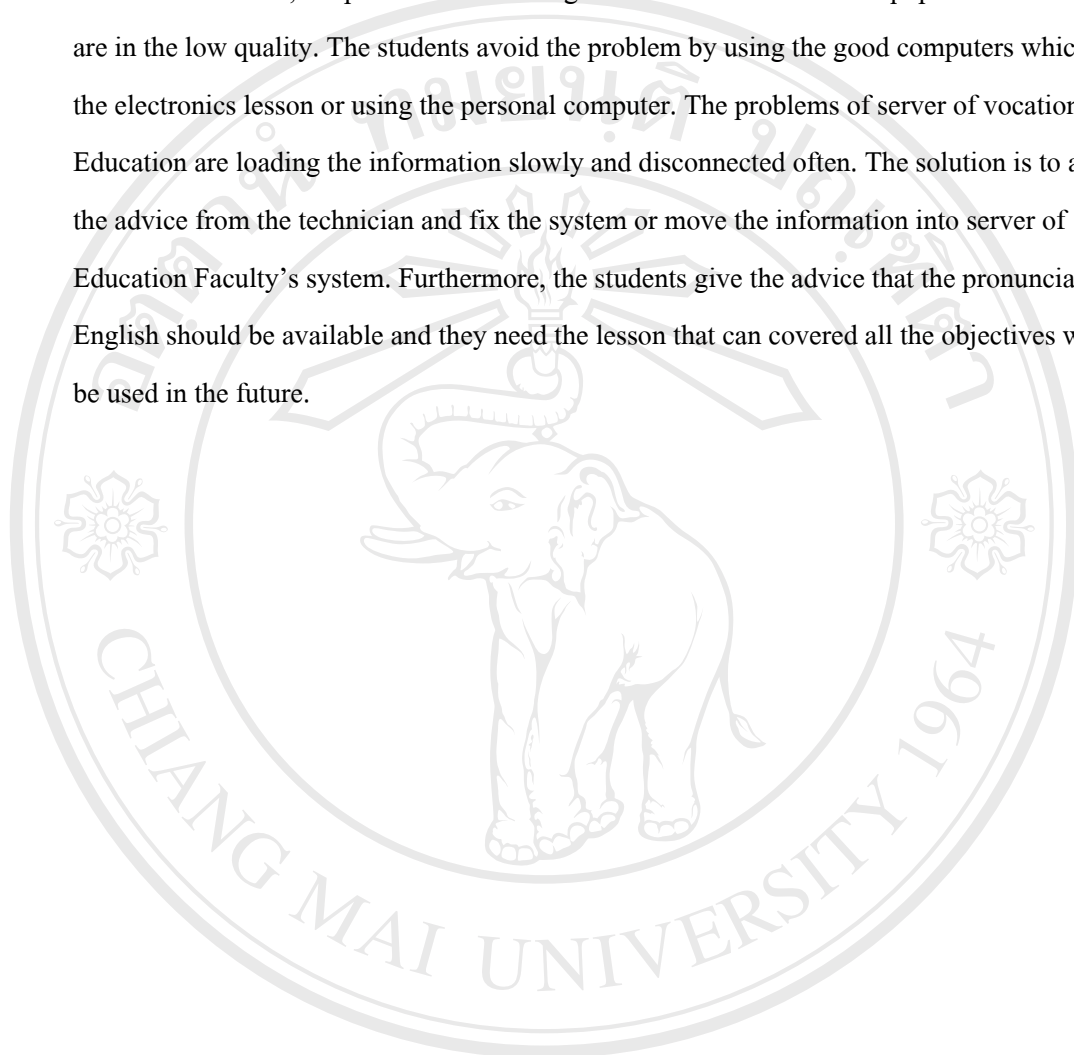 are in the low quality. The students avoid the problem by using the good computers
the electronics lesson or using the personal computer. The problems of server of
Education are loading the information slowly and disconnected often. The solution is to
the advice from the technician and fix the system or move the information into server of
Education Faculty's system. Furthermore, the students give the advice that the
English should be available and they need the lesson that can covered all the objectives
be used in the future.
CHIANG MAI UNIVERSITY 1964